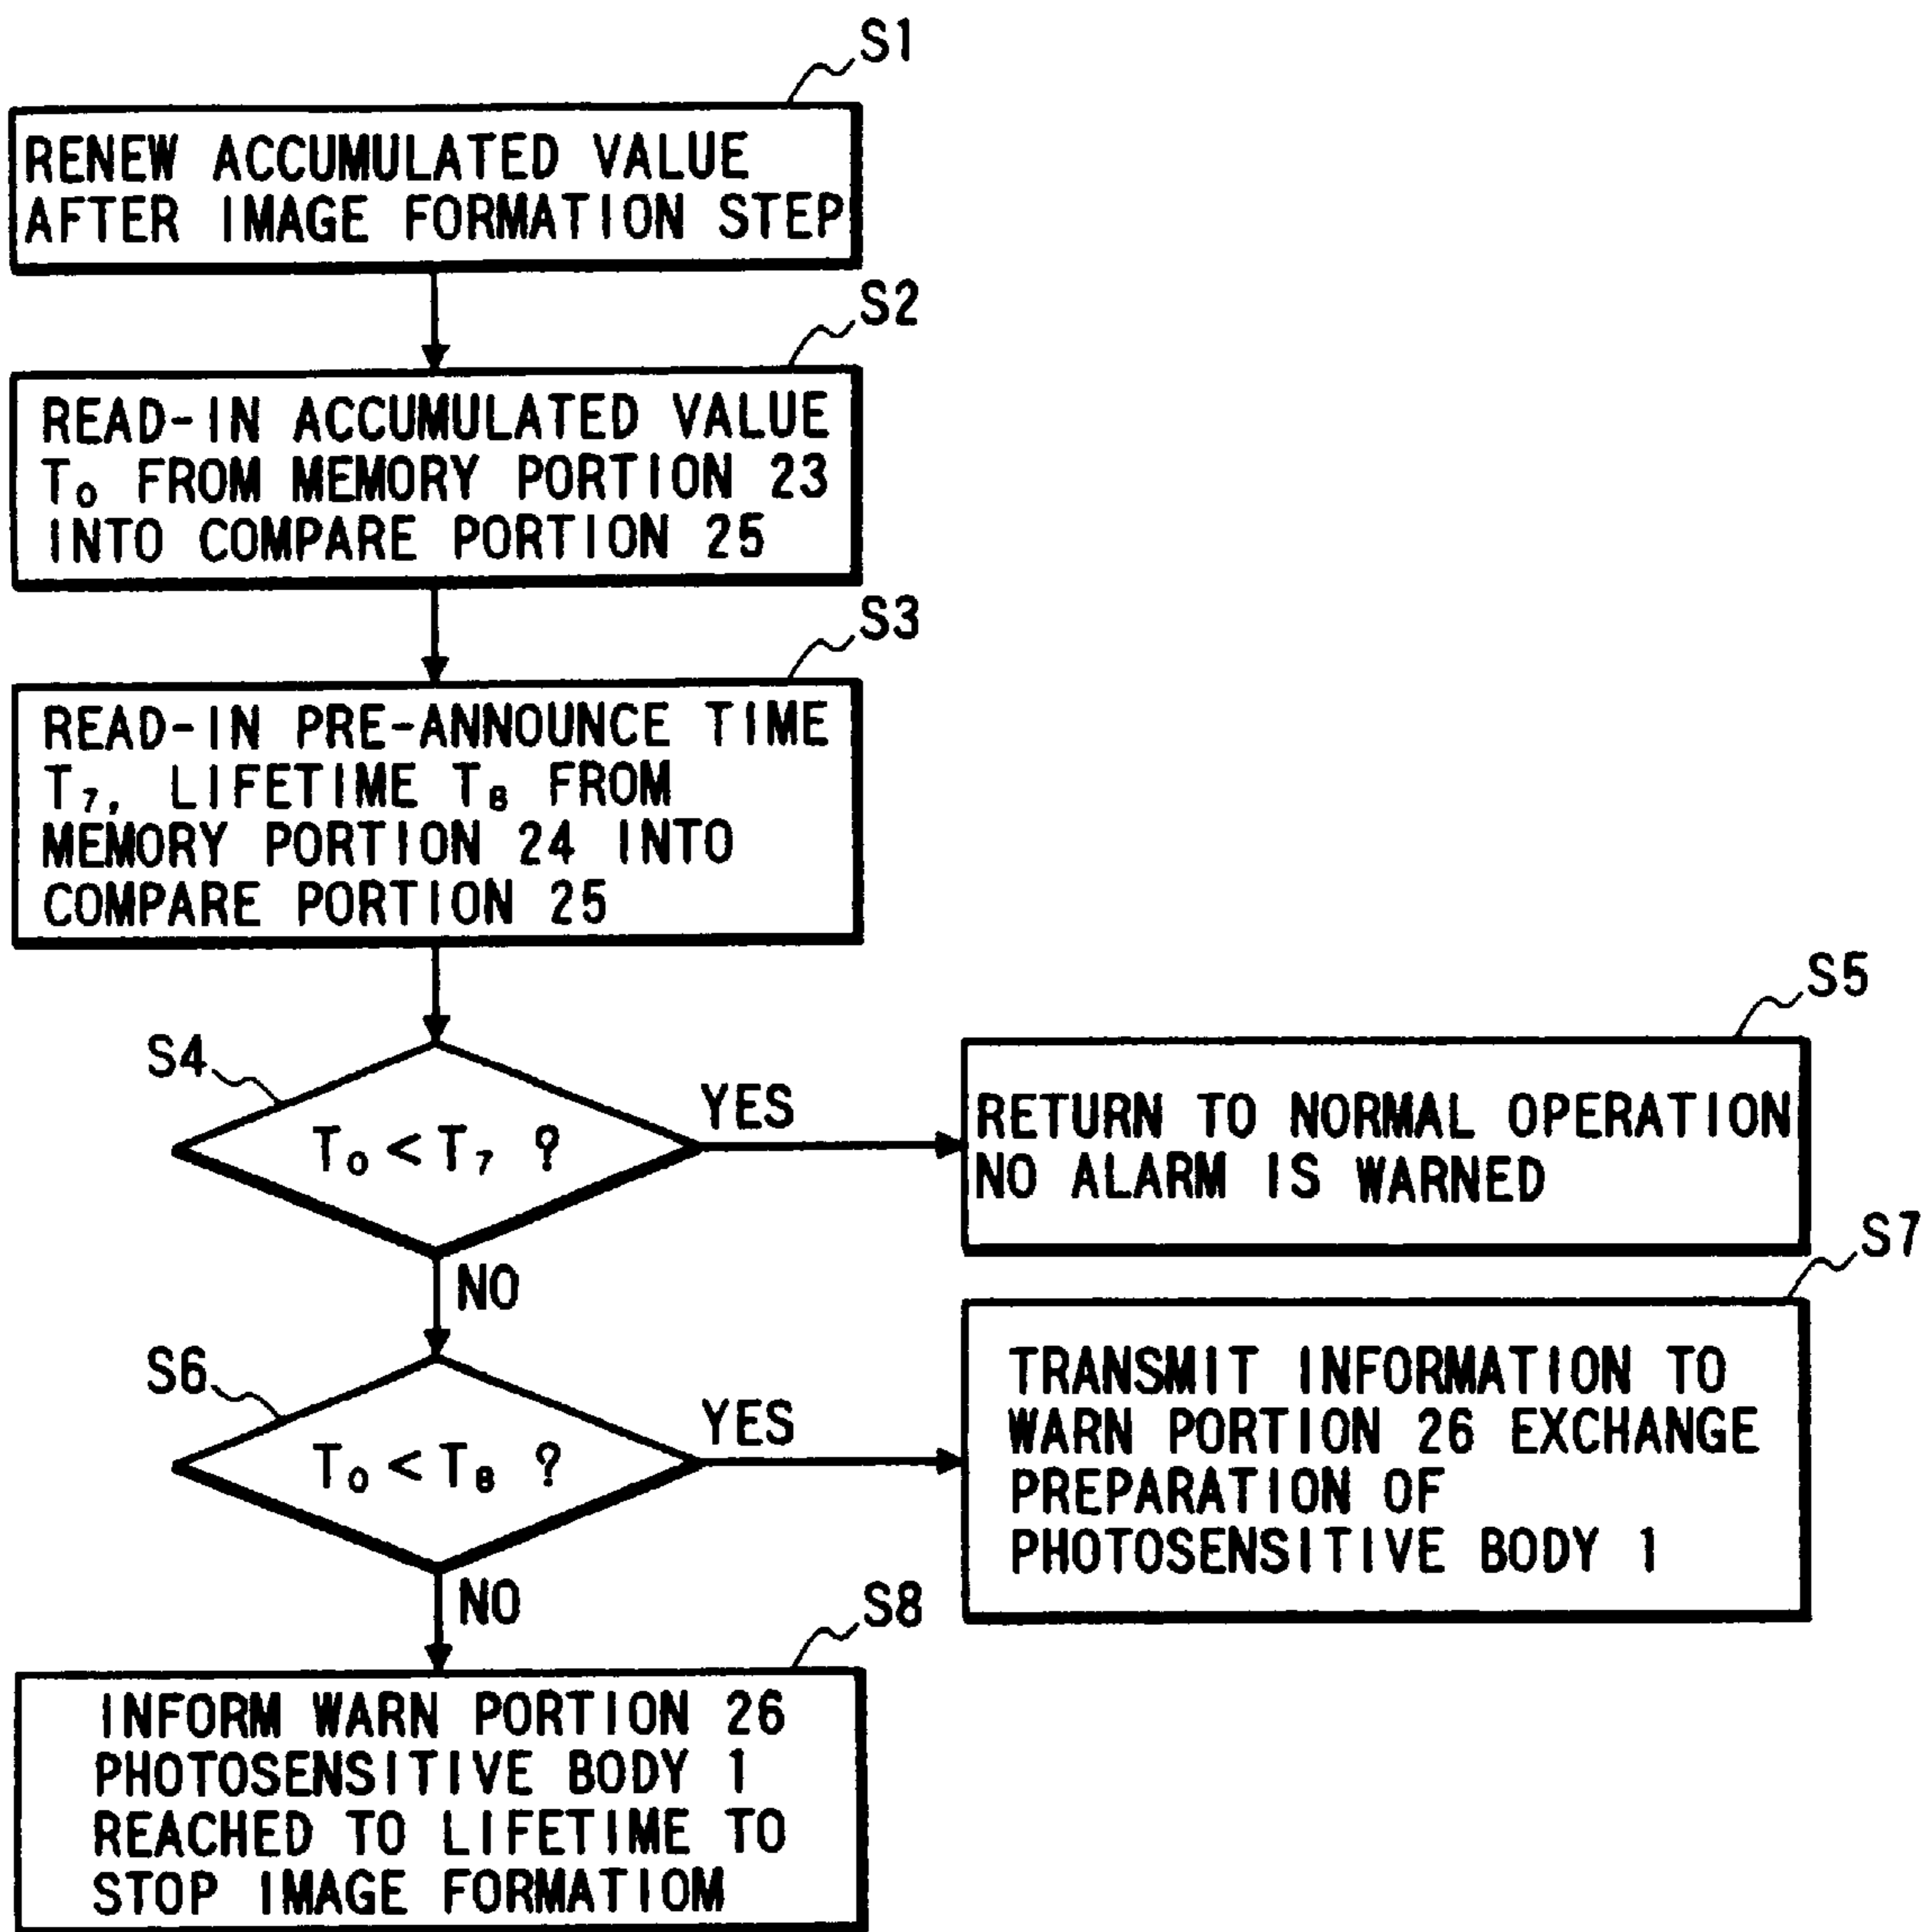 S1
RENEW ACCUMULATED VALUE
AFTER IMAGE FORMATION STEP
S2
READ-IN ACCUMULATED VALUE
T₀ FROM MEMORY PORTION 23
INTO COMPARE PORTION 25
S3
READ-IN PRE-ANNOUNCE TIME
T₇, LIFETIME T₈ FROM
MEMORY PORTION 24 INTO
COMPARE PORTION 25
S4
T₀ < T₇ ?
YES
S5
RETURN TO NORMAL OPERATION
NO ALARM IS WARNED
NO
S6
T₀ < T₈ ?
YES
S7
TRANSMIT INFORMATION TO
WARN PORTION 26 EXCHANGE
PREPARATION OF
PHOTOSENSITIVE BODY 1
NO
S8
INFORM WARN PORTION 26
PHOTOSENSITIVE BODY 1
REACHED TO LIFETIME TO
STOP IMAGE FORMATIOM